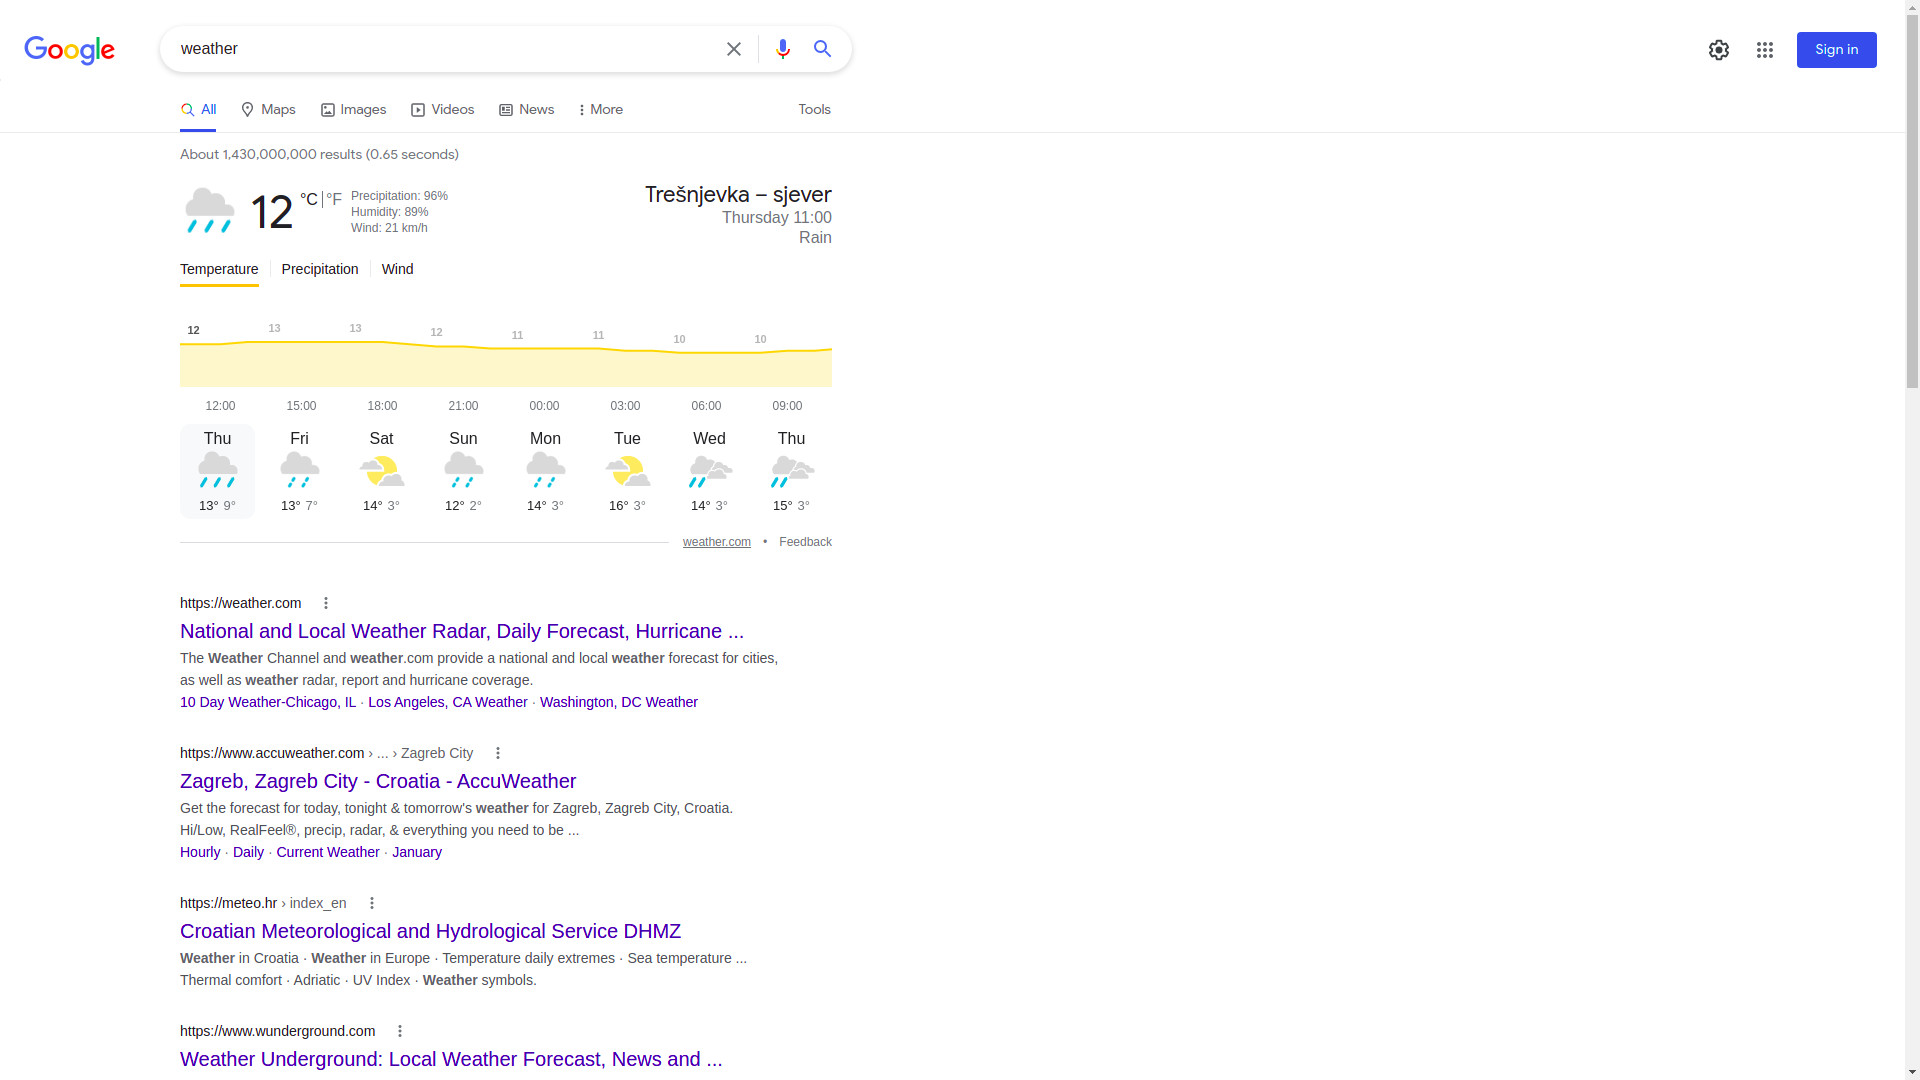 Google
weather
Sign in
All Maps Images Videos News More Tools
About 1,430,000,000 results (0.65 seconds)
12 °C | °F
Precipitation: 96%
Humidity: 89%
Wind: 21 km/h
Trešnjevka – sjever
Thursday 11:00
Rain
Temperature Precipitation Wind
12 13 13 12 11 11 10 10
12:00 15:00 18:00 21:00 00:00 03:00 06:00 09:00
Thu Fri Sat Sun Mon Tue Wed Thu
13° 9° 13° 7° 14° 3° 12° 2° 14° 3° 16° 3° 14° 3° 15° 3°
weather.com • Feedback
https://weather.com
National and Local Weather Radar, Daily Forecast, Hurricane ...
The Weather Channel and weather.com provide a national and local weather forecast for cities,
as well as weather radar, report and hurricane coverage.
10 Day Weather-Chicago, IL · Los Angeles, CA Weather · Washington, DC Weather
https://www.accuweather.com › ... › Zagreb City
Zagreb, Zagreb City - Croatia - AccuWeather
Get the forecast for today, tonight & tomorrow's weather for Zagreb, Zagreb City, Croatia.
Hi/Low, RealFeel®, precip, radar, & everything you need to be ...
Hourly · Daily · Current Weather · January
https://meteo.hr › index_en
Croatian Meteorological and Hydrological Service DHMZ
Weather in Croatia · Weather in Europe · Temperature daily extremes · Sea temperature ...
Thermal comfort · Adriatic · UV Index · Weather symbols.
https://www.wunderground.com
Weather Underground: Local Weather Forecast, News and ...